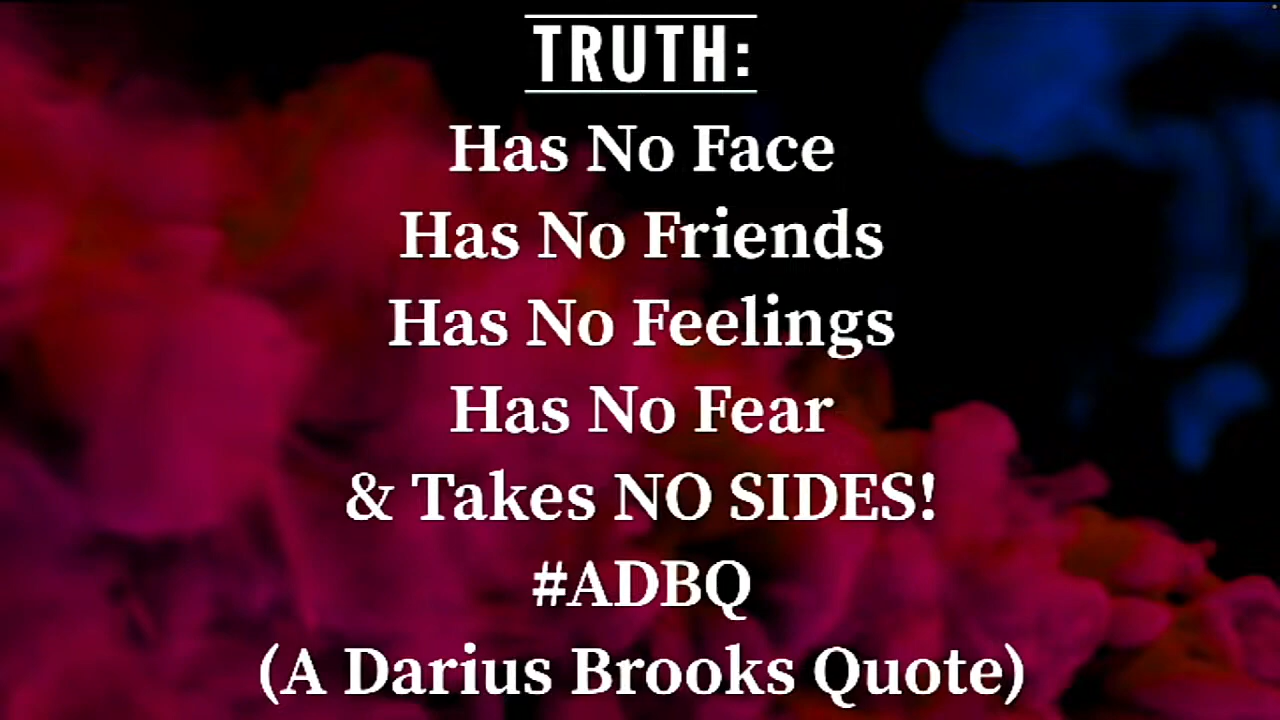 TRUTH:
Has No Face
Has No Friends
Has No Feelings
Has No Fear
& Takes NO SIDES!
#ADBQ
(A Darius Brooks Quote)